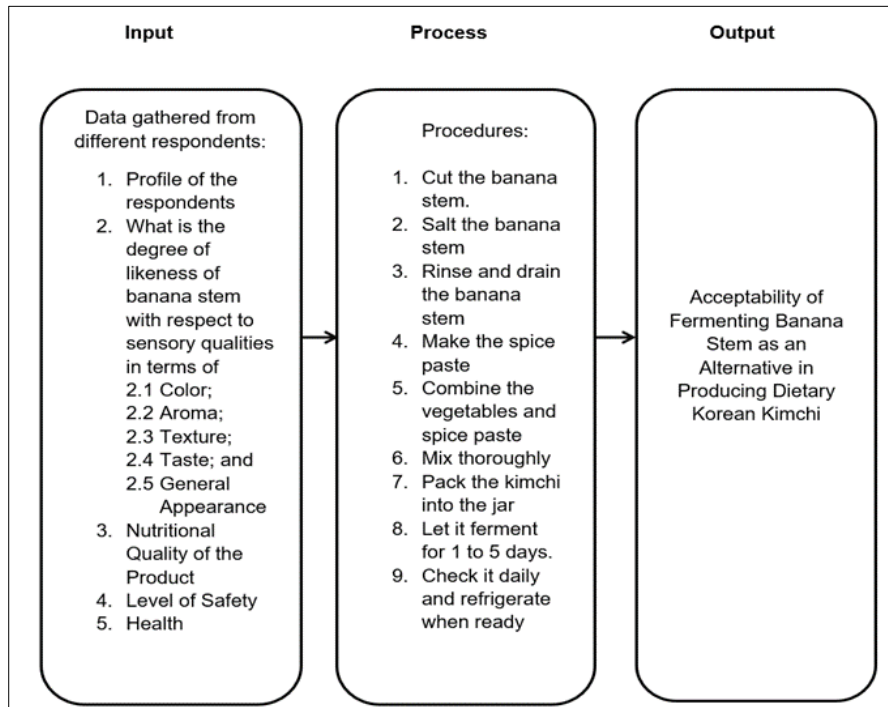 Input
Process
Output
Data gathered from
different respondents:
1. Profile of the
respondents
2. What is the
degree of
likeness of
banana stem
with respect to
sensory qualities
in terms of
2.1 Color;
2.2 Aroma;
2.3 Texture;
2.4 Taste; and
2.5 General
Appearance
3. Nutritional
Quality of the
Product
4. Level of Safety
5. Health
Procedures:
1. Cut the banana
stem.
2. Salt the banana
stem
3. Rinse and drain
the banana
stem
4. Make the spice
paste
5. Combine the
vegetables and
spice paste
6. Mix thoroughly
7. Pack the kimchi
into the jar
8. Let it ferment
for 1 to 5 days.
9. Check it daily
and refrigerate
when ready
Acceptability of
Fermenting Banana
Stem as an
Alternative in
Producing Dietary
Korean Kimchi